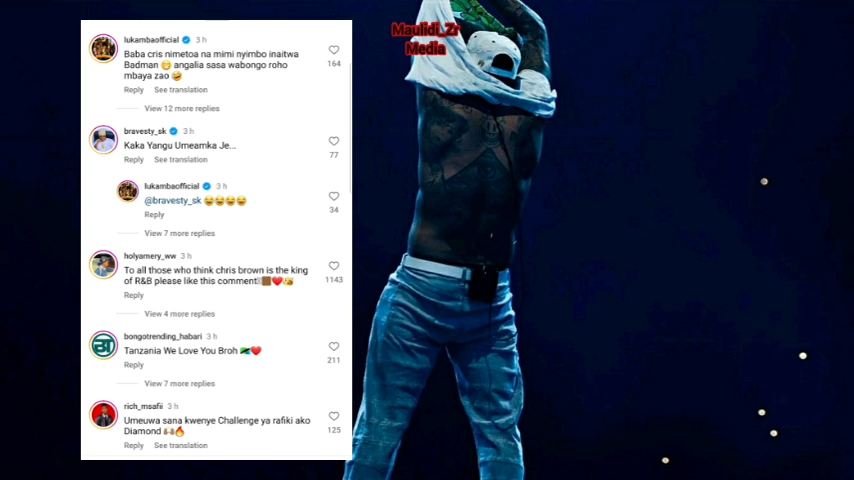 Maulidi_Zr
Media
lukambaofficial 3 h
Baba cris nimetoa na mimi nyimbo inaitwa
Badman 😁 angalia sasa wabongo roho
mbaya zao 🤣
164
Reply See translation
View 12 more replies
bravesty_sk 3 h
Kaka Yangu Umeamka Je...
77
Reply See translation
lukambaofficial 3 h
@bravesty_sk 😂😂😂😂
34
Reply
View 7 more replies
holyamery_ww 3 h
To all those who think chris brown is the king
of R&B please like this comment
1143
Reply
View 4 more replies
bongotrending_habari 3 h
BT
Tanzania We Love You Broh 🇹🇿❤️
211
Reply
View 7 more replies
rich_msafii 3 h
Umeuwa sana kwenye Challenge ya rafiki ako
Diamond 🙌🏽🔥
125
Reply See translation